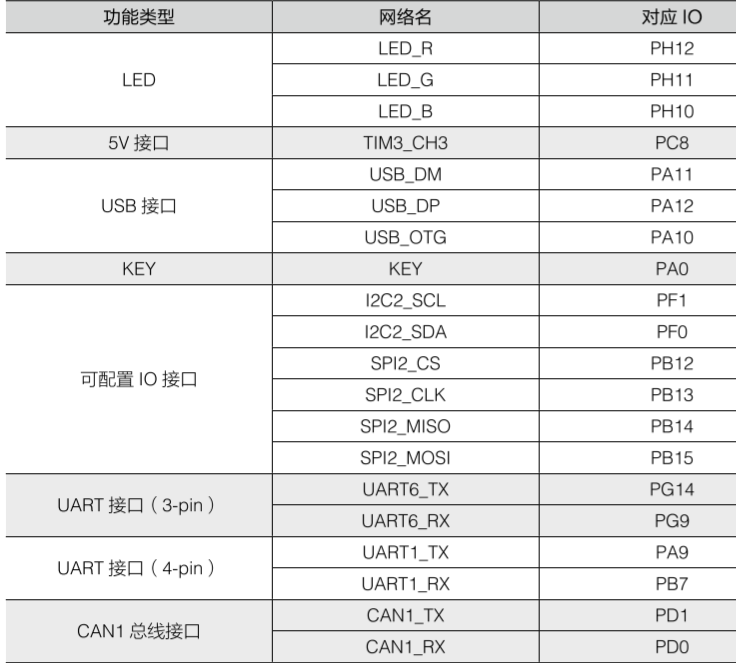 功能类型 网络名 对应 IO
LED LED_R PH12
LED_G PH11
LED_B PH10
5V 接口 TIM3_CH3 PC8
USB 接口 USB_DM PA11
USB_DP PA12
USB_OTG PA10
KEY KEY PA0
可配置 IO 接口 I2C2_SCL PF1
I2C2_SDA PF0
SPI2_CS PB12
SPI2_CLK PB13
SPI2_MISO PB14
SPI2_MOSI PB15
UART 接口（3-pin） UART6_TX PG14
UART6_RX PG9
UART 接口（4-pin） UART1_TX PA9
UART1_RX PB7
CAN1 总线接口 CAN1_TX PD1
CAN1_RX PD0